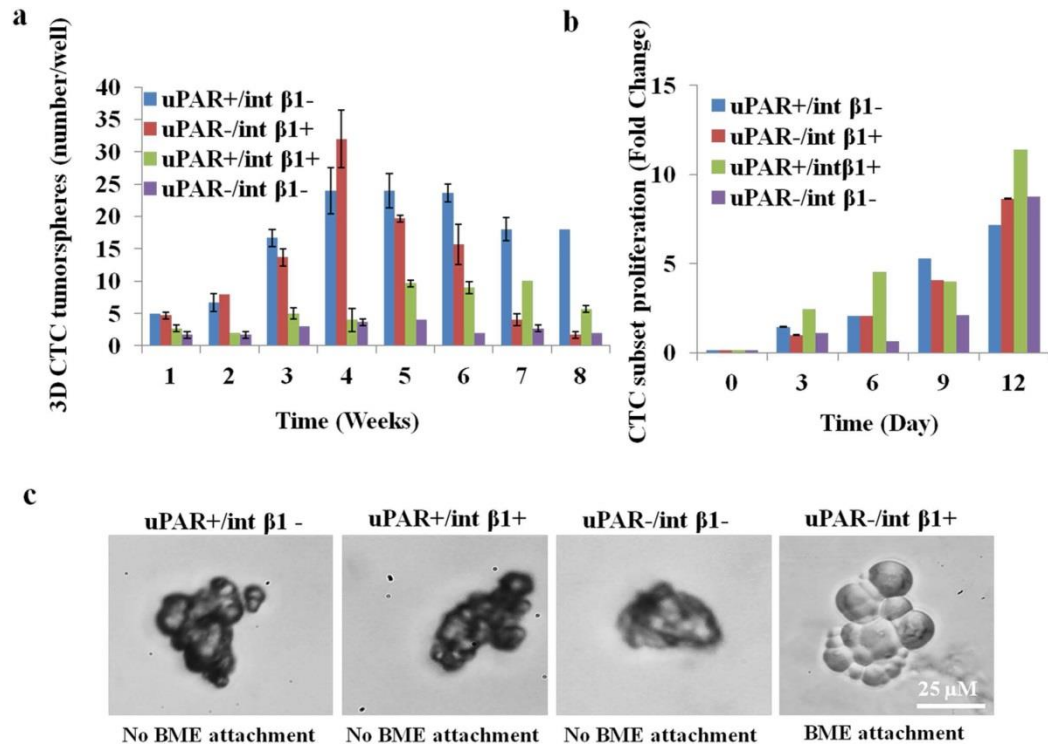 a
3D CTC tumorspheres (number/well)
40
35
30
25
20
15
10
5
0
uPAR+/int β1-
uPAR-/int β1+
uPAR+/int β1+
uPAR-/int β1-
1 2 3 4 5 6 7 8
Time (Weeks)
b
CTC subset proliferation (Fold Change)
15
10
5
0
uPAR+/int β1-
uPAR-/int β1+
uPAR+/intβ1+
uPAR-/int β1-
0 3 6 9 12
Time (Day)
c
uPAR+/int β1 -
uPAR+/int β1+
uPAR-/int β1-
uPAR-/int β1+
25 µM
No BME attachment
No BME attachment
No BME attachment
BME attachment